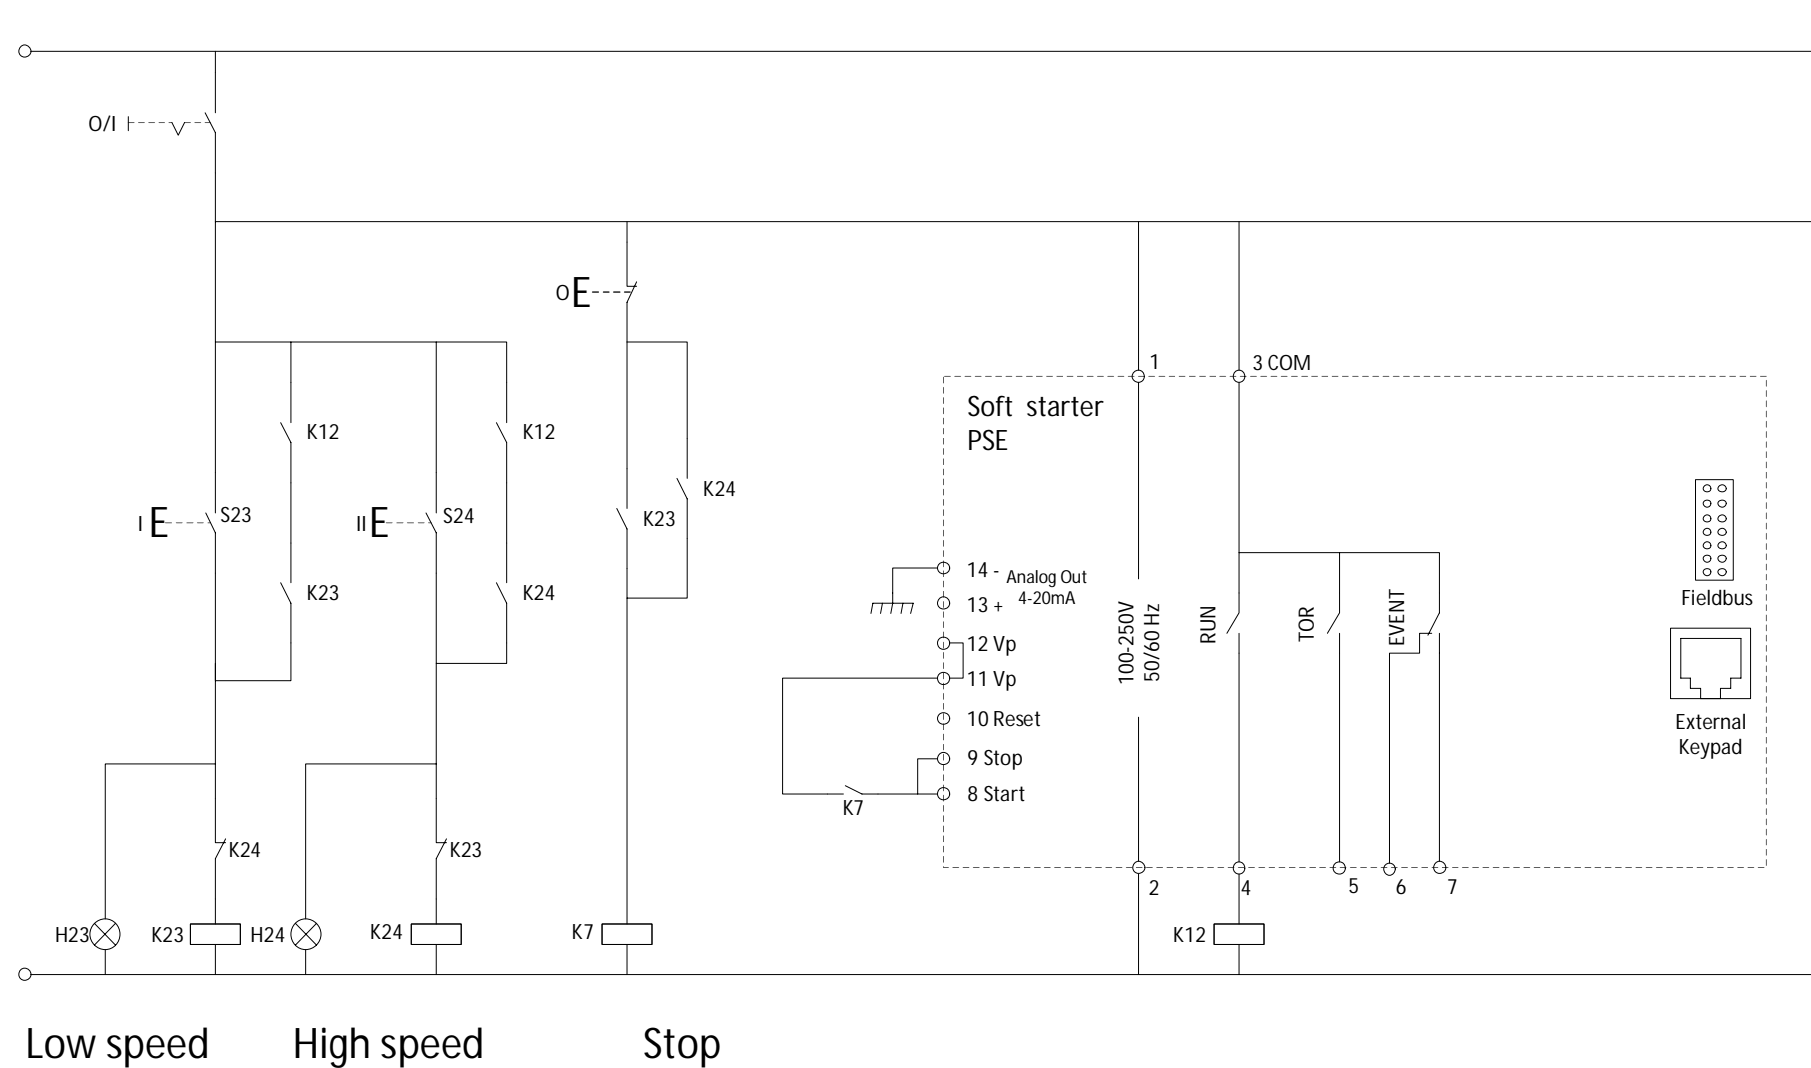 O/I
O E
1
3 COM
Soft starter
PSE
K12
K12
K24
I E
S23
II E
S24
K23
K23
K24
14 -
Analog Out
4-20mA
13 +
12 Vp
11 Vp
10 Reset
9 Stop
8 Start
K7
100-250V
50/60 Hz
RUN
TOR
EVENT
Fieldbus
External
Keypad
K24
K23
2
4
5
6
7
H23
K23
H24
K24
K7
K12
Low speed
High speed
Stop